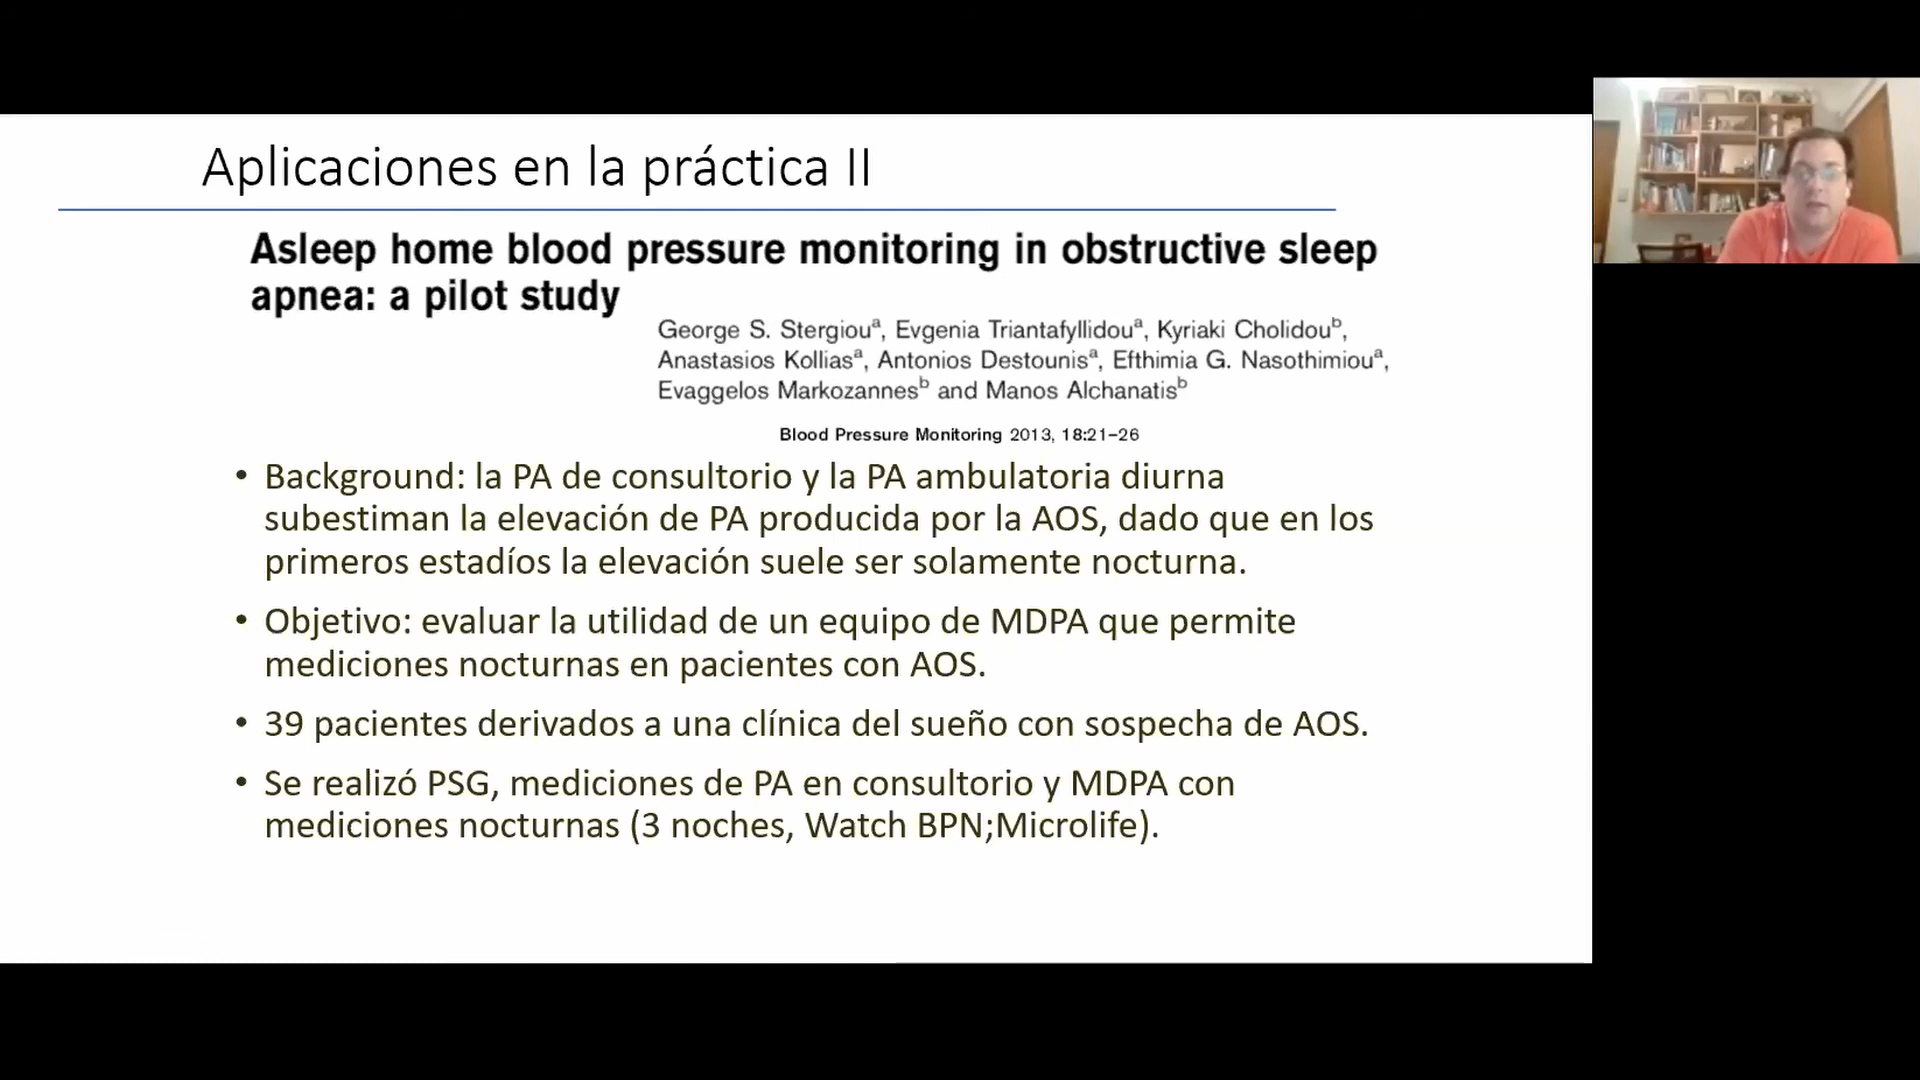 Aplicaciones en la práctica II
Asleep home blood pressure monitoring in obstructive sleep
apnea: a pilot study
George S. Stergiouᵃ, Evgenia Triantafyllidouᵃ, Kyriaki Cholidouᵇ,
Anastasios Kolliasᵃ, Antonios Destounisᵃ, Efthimia G. Nasothimiouᵃ,
Evaggelos Markozannesᵇ and Manos Alchanatisᵇ
Blood Pressure Monitoring 2013, 18:21–26
• Background: la PA de consultorio y la PA ambulatoria diurna
subestiman la elevación de PA producida por la AOS, dado que en los
primeros estadíos la elevación suele ser solamente nocturna.
• Objetivo: evaluar la utilidad de un equipo de MDPA que permite
mediciones nocturnas en pacientes con AOS.
• 39 pacientes derivados a una clínica del sueño con sospecha de AOS.
• Se realizó PSG, mediciones de PA en consultorio y MDPA con
mediciones nocturnas (3 noches, Watch BPN;Microlife).